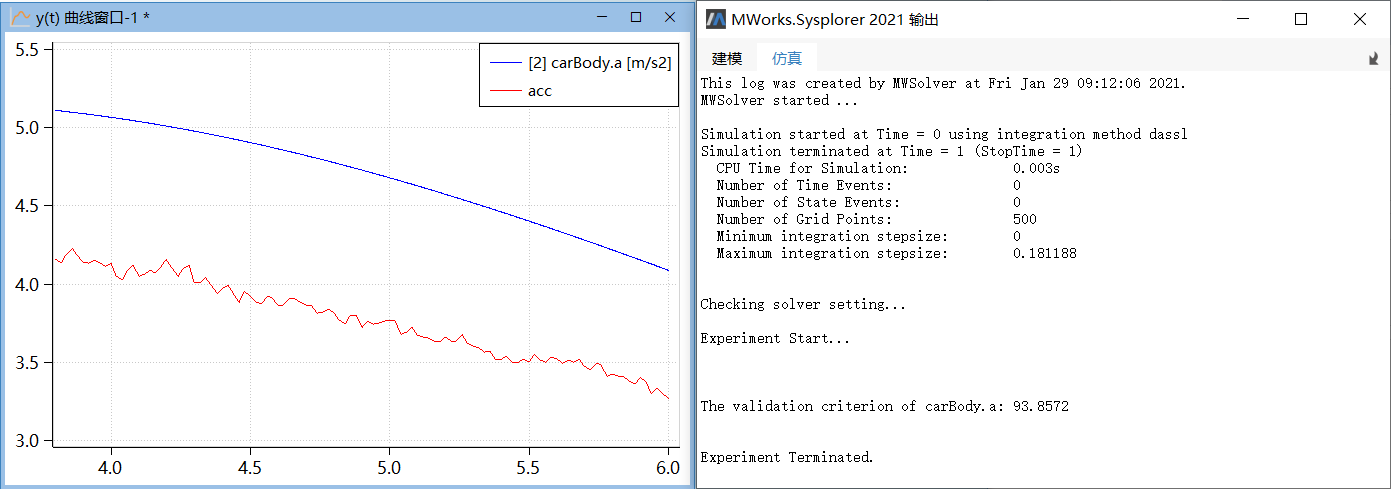 y(t) 曲线窗口-1 *
5.5
5.0
4.5
4.0
3.5
3.0
4.0 4.5 5.0 5.5 6.0
[2] carBody.a [m/s2]
acc
MWorks.Sysplorer 2021 输出
建模 仿真
This log was created by MWSolver at Fri Jan 29 09:12:06 2021.
MWSolver started ...
Simulation started at Time = 0 using integration method dassl
Simulation terminated at Time = 1 (StopTime = 1)
CPU Time for Simulation: 0.003s
Number of Time Events: 0
Number of State Events: 0
Number of Grid Points: 500
Minimum integration stepsize: 0
Maximum integration stepsize: 0.181188
Checking solver setting...
Experiment Start...
The validation criterion of carBody.a: 93.8572
Experiment Terminated.